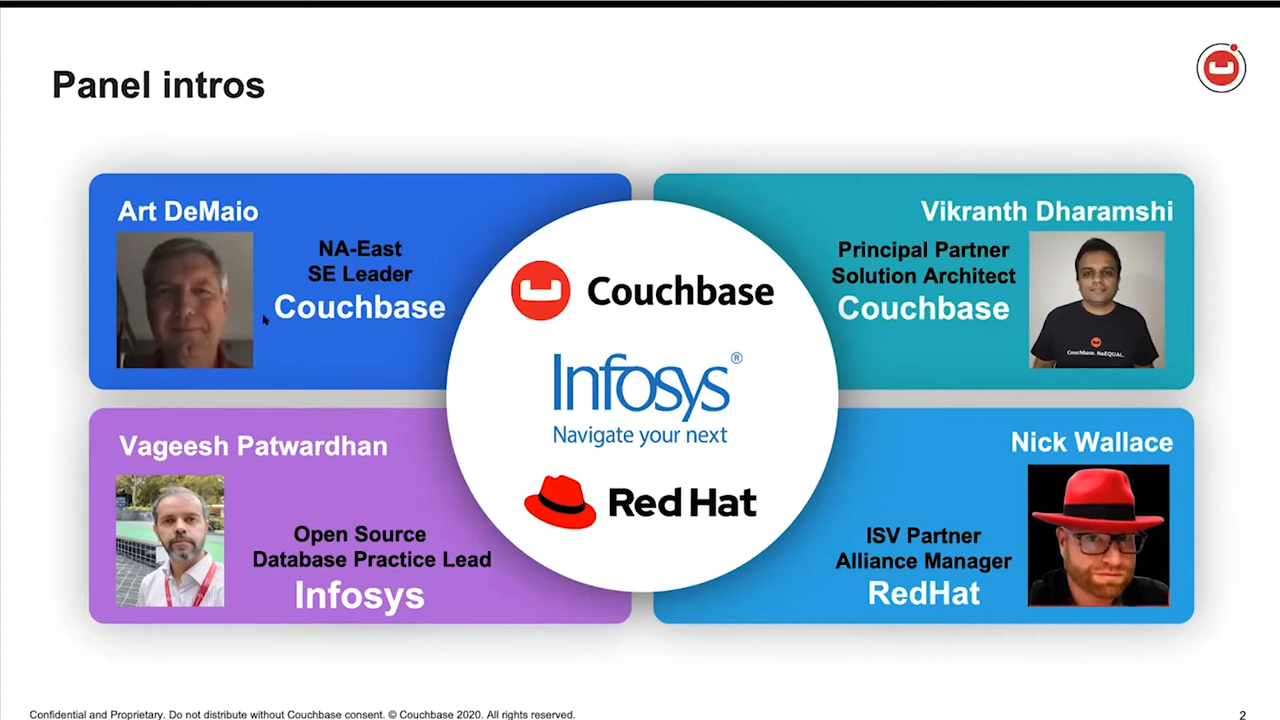 Panel intros
Art DeMaio
NA-East
SE Leader
Couchbase
Vikranth Dharamshi
Principal Partner
Solution Architect
Couchbase
Couchbase. NoEQUAL.
Couchbase
Infosys®
Navigate your next
Red Hat
Vageesh Patwardhan
Open Source
Database Practice Lead
Infosys
Nick Wallace
ISV Partner
Alliance Manager
RedHat
Confidential and Proprietary. Do not distribute without Couchbase consent. © Couchbase 2020. All rights reserved.
2